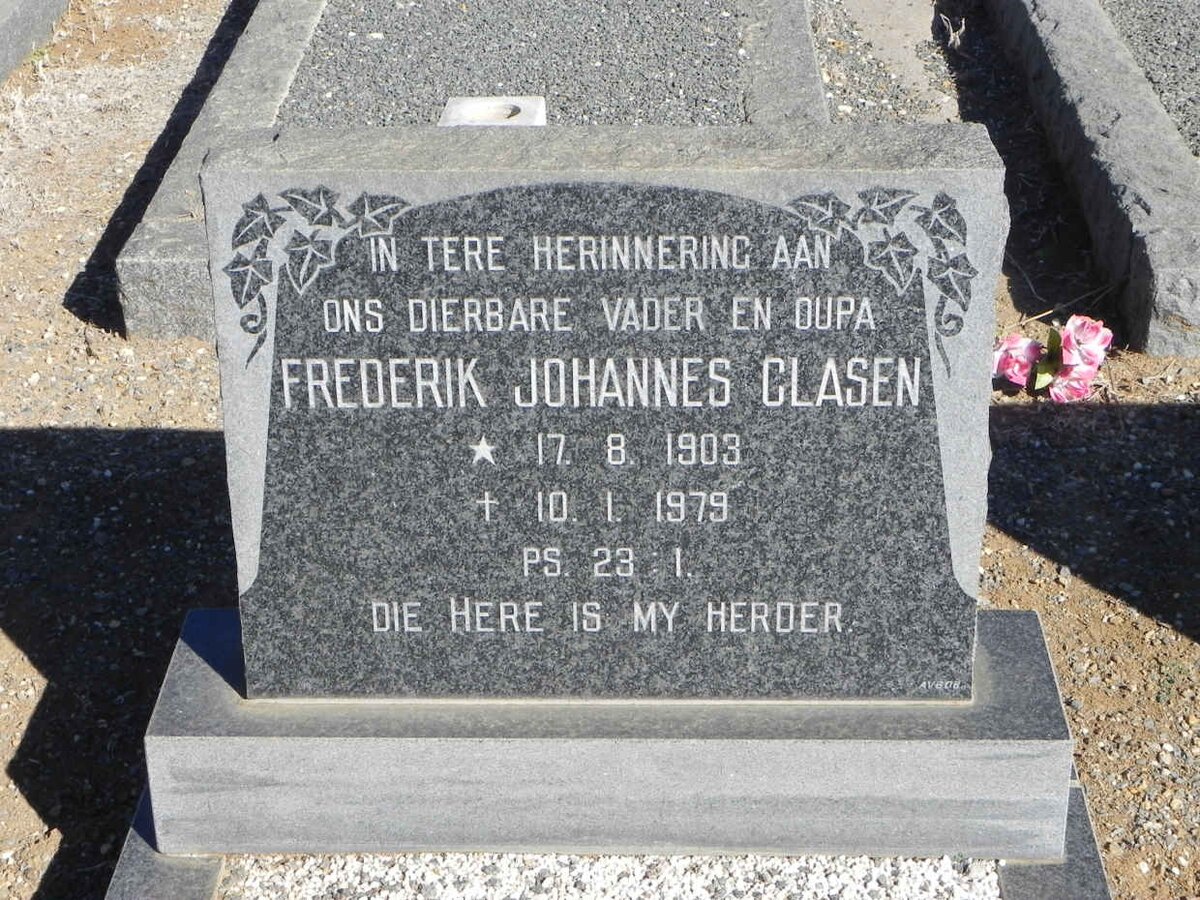 IN TERE HERINNERING AAN
ONS DIERBARE VADER EN OUPA
FREDERIK JOHANNES CLASEN
★ 17. 8. 1903
✝ 10. 1. 1979
PS. 23 : 1.
DIE HERE IS MY HERDER.
AVBOB